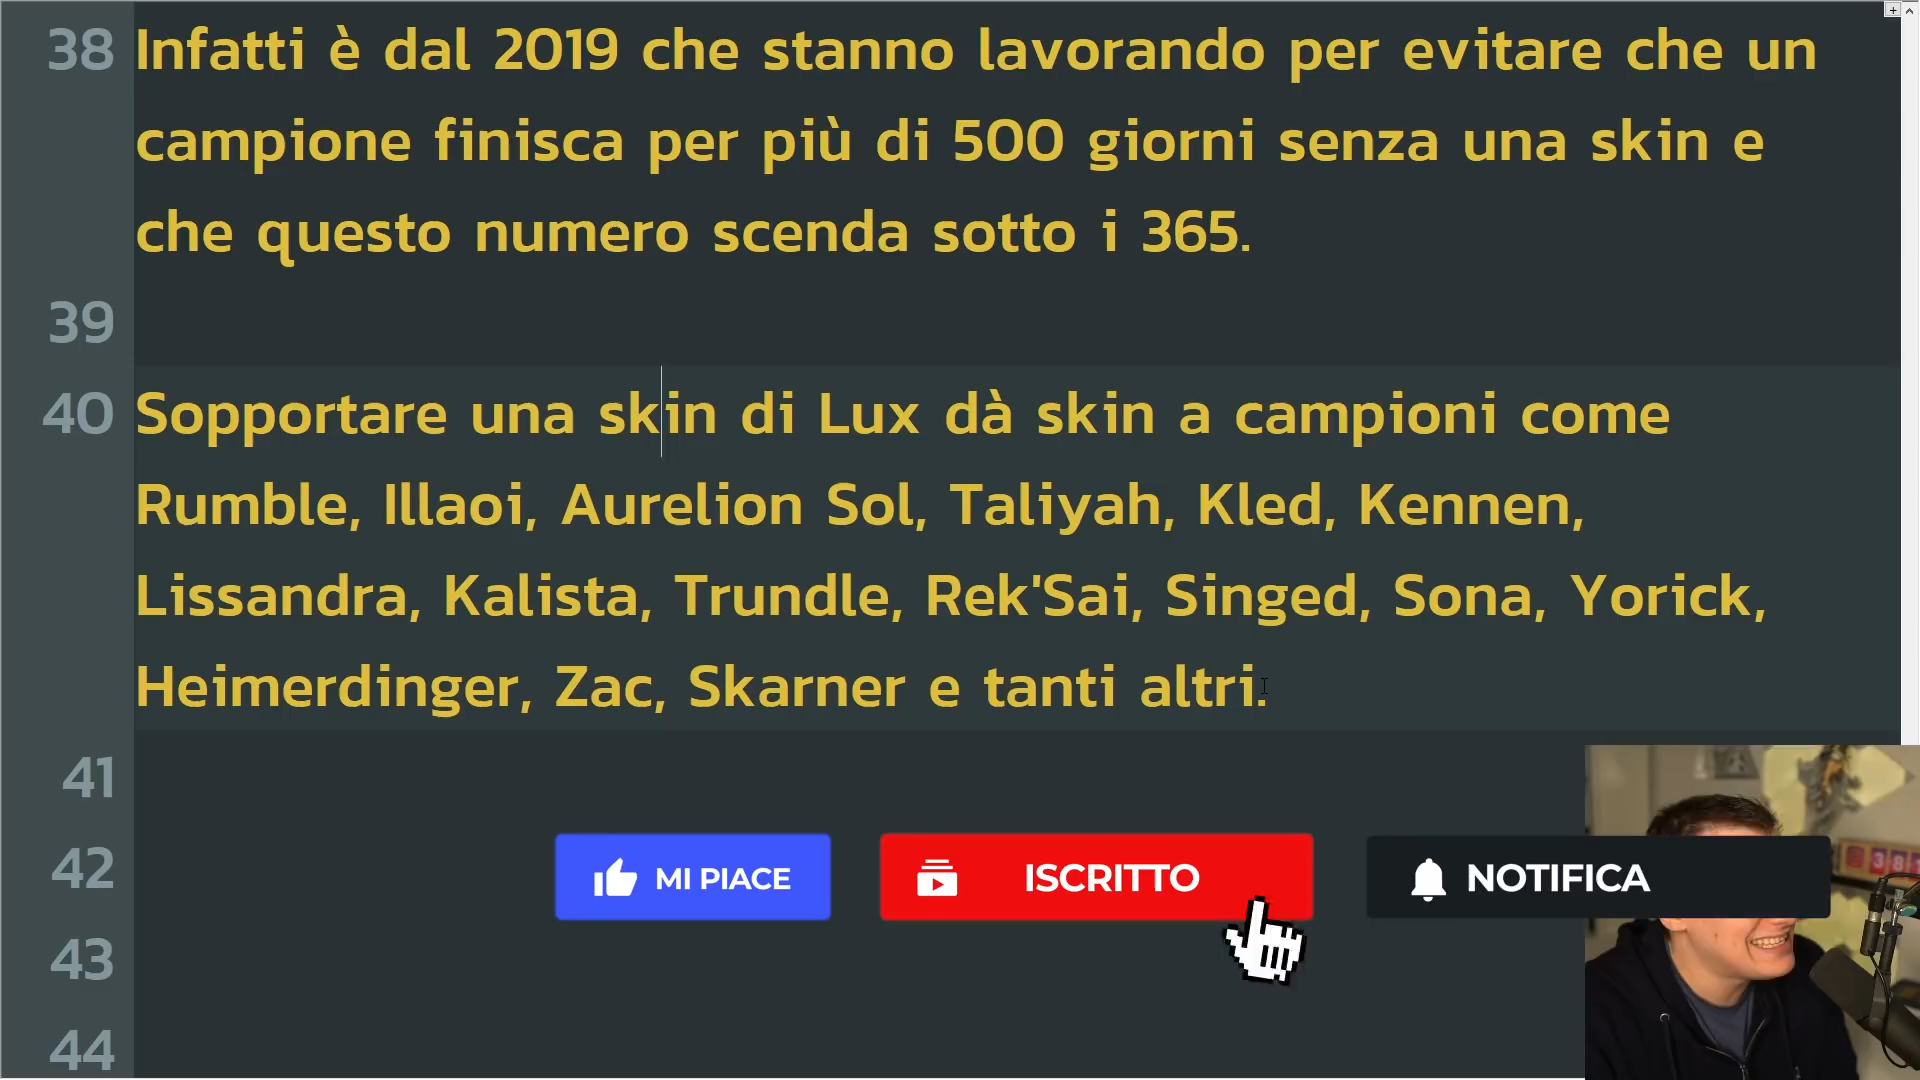 38 Infatti è dal 2019 che stanno lavorando per evitare che un
campione finisca per più di 500 giorni senza una skin e
che questo numero scenda sotto i 365.
39
40 Sopportare una skin di Lux dà skin a campioni come
Rumble, Illaoi, Aurelion Sol, Taliyah, Kled, Kennen,
Lissandra, Kalista, Trundle, Rek'Sai, Singed, Sona, Yorick,
Heimerdinger, Zac, Skarner e tanti altri.
41
42
MI PIACE
ISCRITTO
NOTIFICA
43
44